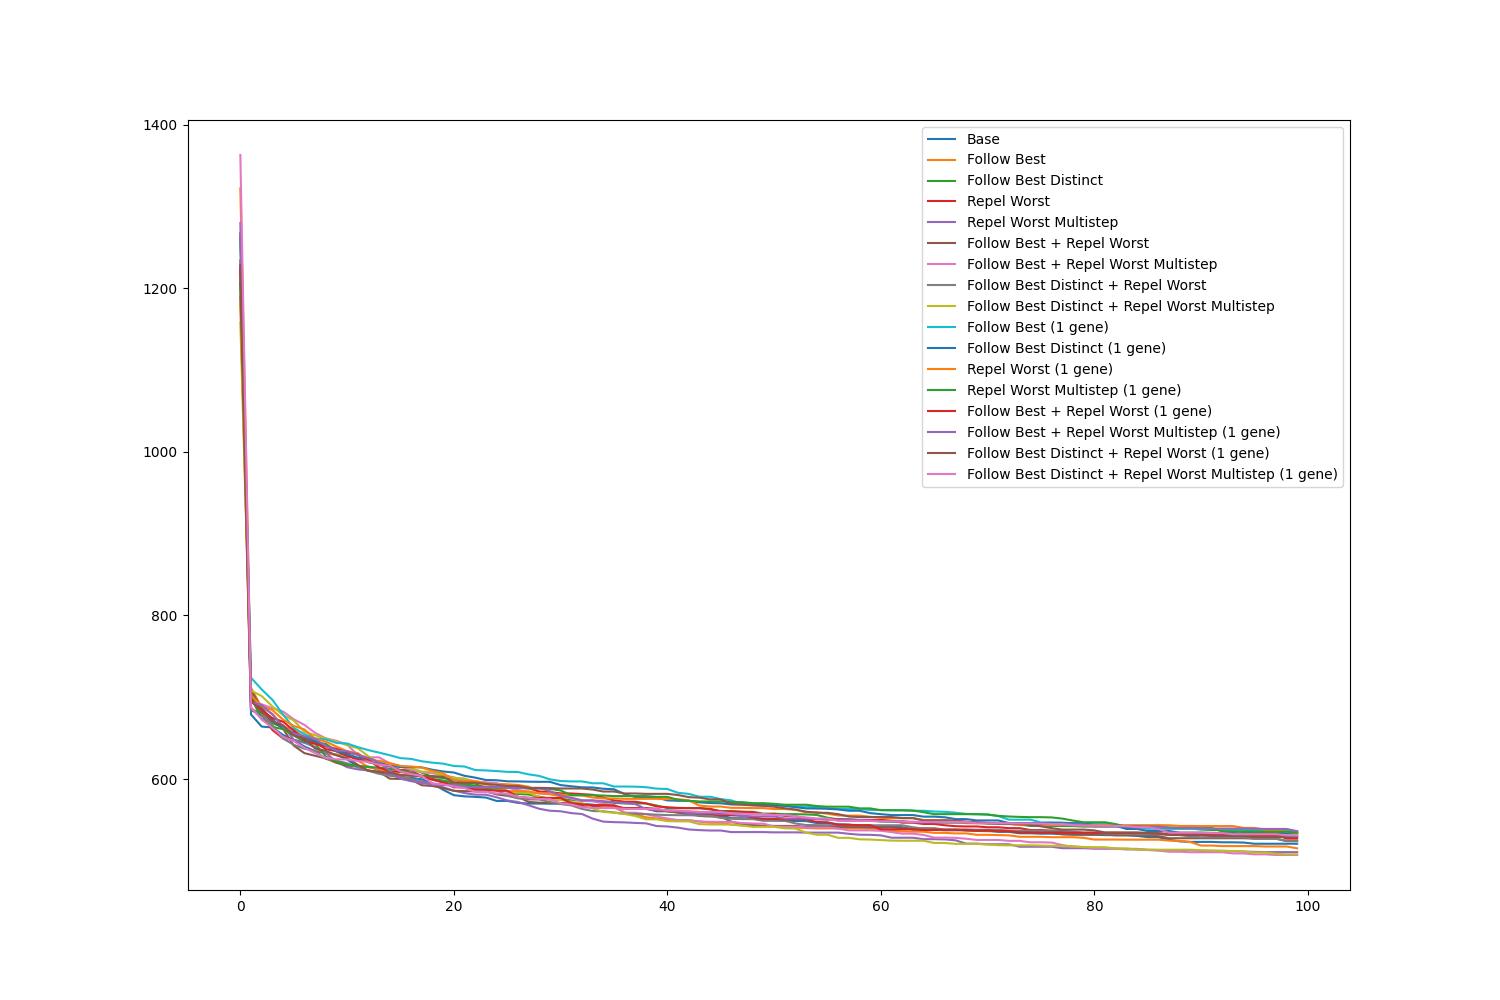 1400
1200
1000
800
600
0
20
40
60
80
100
Base
Follow Best
Follow Best Distinct
Repel Worst
Repel Worst Multistep
Follow Best + Repel Worst
Follow Best + Repel Worst Multistep
Follow Best Distinct + Repel Worst
Follow Best Distinct + Repel Worst Multistep
Follow Best (1 gene)
Follow Best Distinct (1 gene)
Repel Worst (1 gene)
Repel Worst Multistep (1 gene)
Follow Best + Repel Worst (1 gene)
Follow Best + Repel Worst Multistep (1 gene)
Follow Best Distinct + Repel Worst (1 gene)
Follow Best Distinct + Repel Worst Multistep (1 gene)